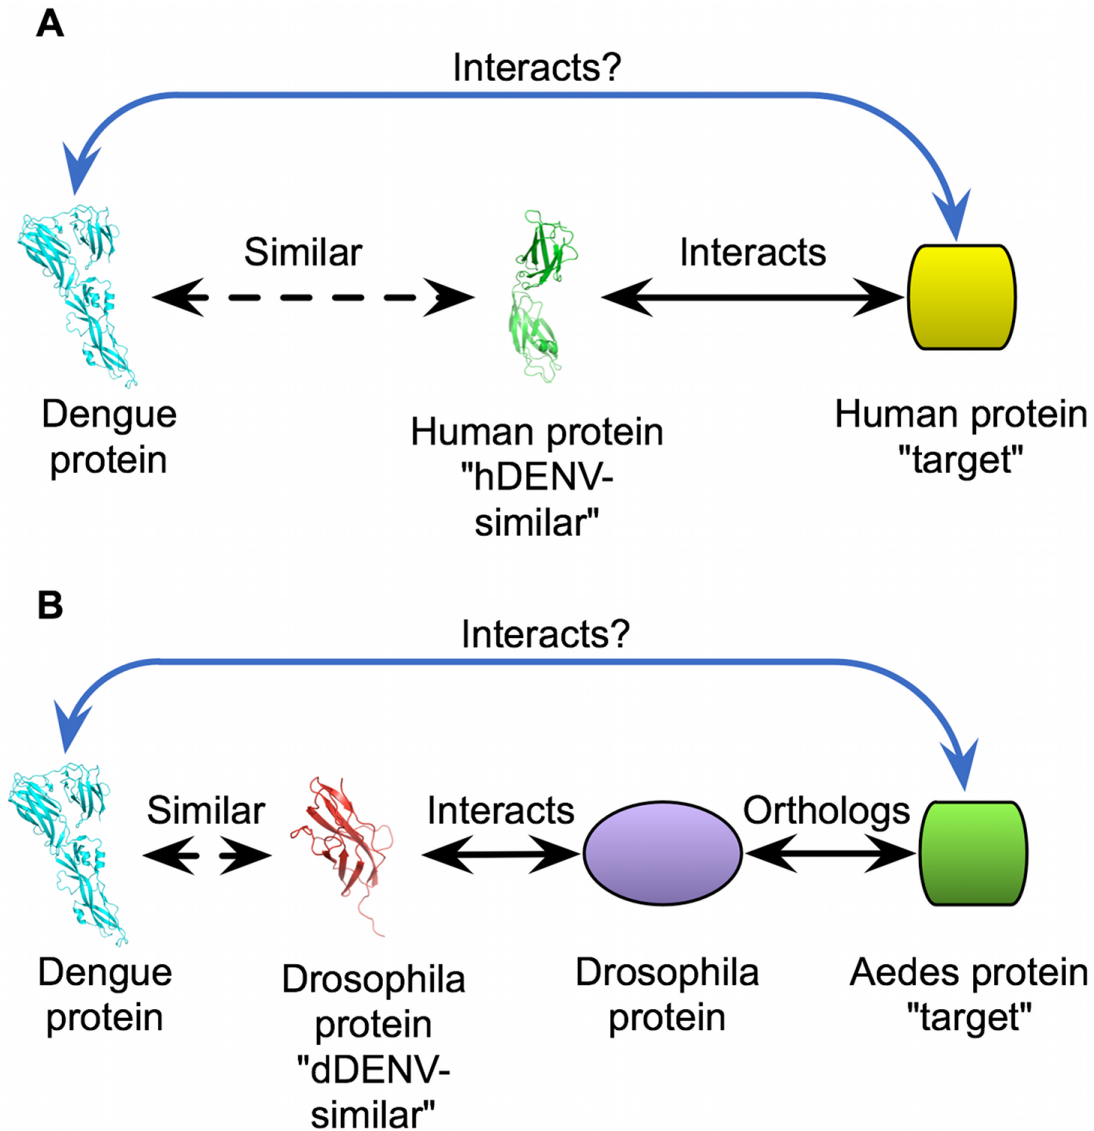 A
Interacts?
Similar
Interacts
Dengue
protein
Human protein
"hDENV-
similar"
Human protein
"target"
B
Interacts?
Similar
Interacts
Orthologs
Dengue
protein
Drosophila
protein
"dDENV-
similar"
Drosophila
protein
Aedes protein
"target"